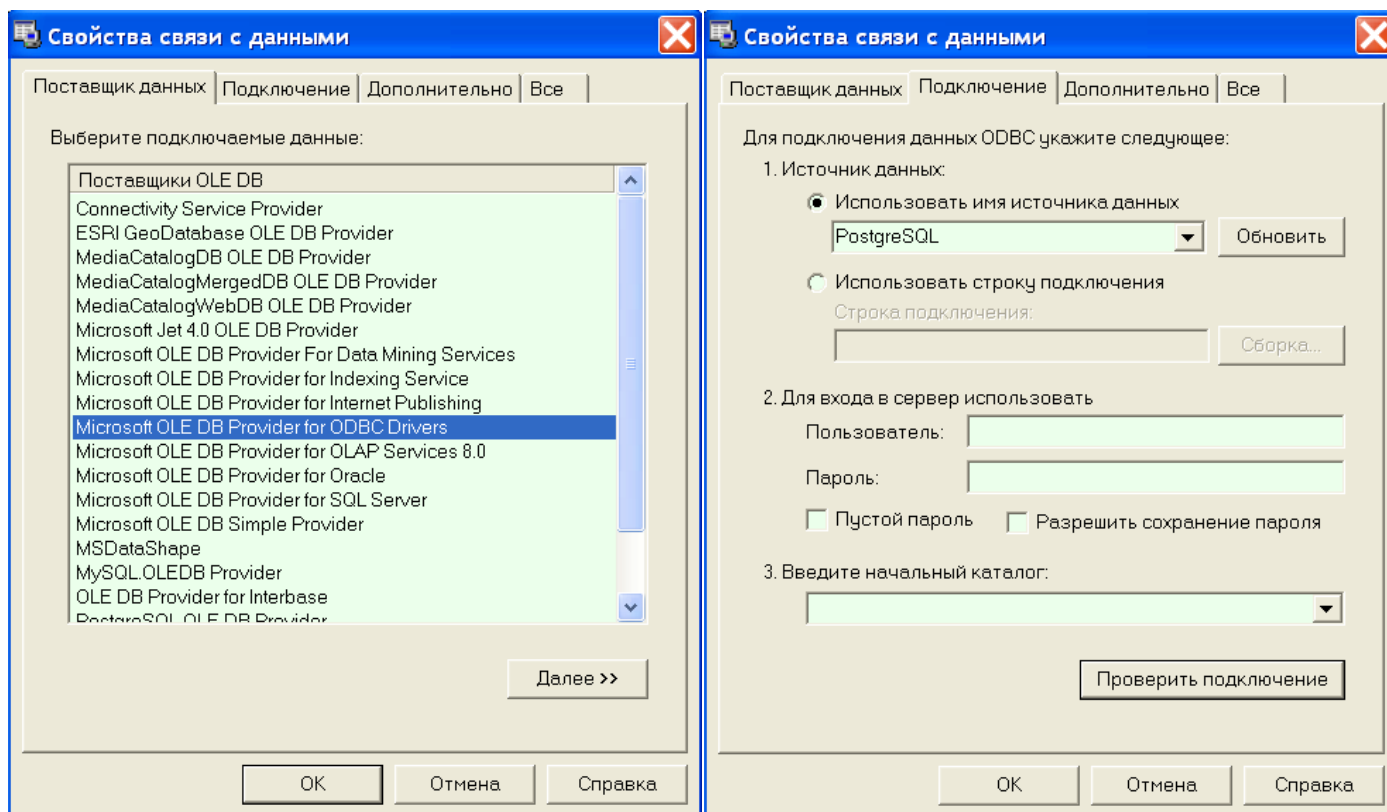 Свойства связи с данными
Поставщик данных Подключение Дополнительно Все
Выберите подключаемые данные:
Поставщики OLE DB
Connectivity Service Provider
ESRI GeoDatabase OLE DB Provider
MediaCatalogDB OLE DB Provider
MediaCatalogMergedDB OLE DB Provider
MediaCatalogWebDB OLE DB Provider
Microsoft Jet 4.0 OLE DB Provider
Microsoft OLE DB Provider For Data Mining Services
Microsoft OLE DB Provider for Indexing Service
Microsoft OLE DB Provider for Internet Publishing
Microsoft OLE DB Provider for ODBC Drivers
Microsoft OLE DB Provider for OLAP Services 8.0
Microsoft OLE DB Provider for Oracle
Microsoft OLE DB Provider for SQL Server
Microsoft OLE DB Simple Provider
MSDataShape
MySQL.OLEDB Provider
OLE DB Provider for Interbase
PostgreSQL OLE DB Provider
Далее >>
OK Отмена Справка
Свойства связи с данными
Поставщик данных Подключение Дополнительно Все
Для подключения данных ODBC укажите следующее:
1. Источник данных:
Использовать имя источника данных
PostgreSQL Обновить
Использовать строку подключения
Строка подключения:
Сборка...
2. Для входа в сервер использовать
Пользователь:
Пароль:
Пустой пароль Разрешить сохранение пароля
3. Введите начальный каталог:
Проверить подключение
OK Отмена Справка